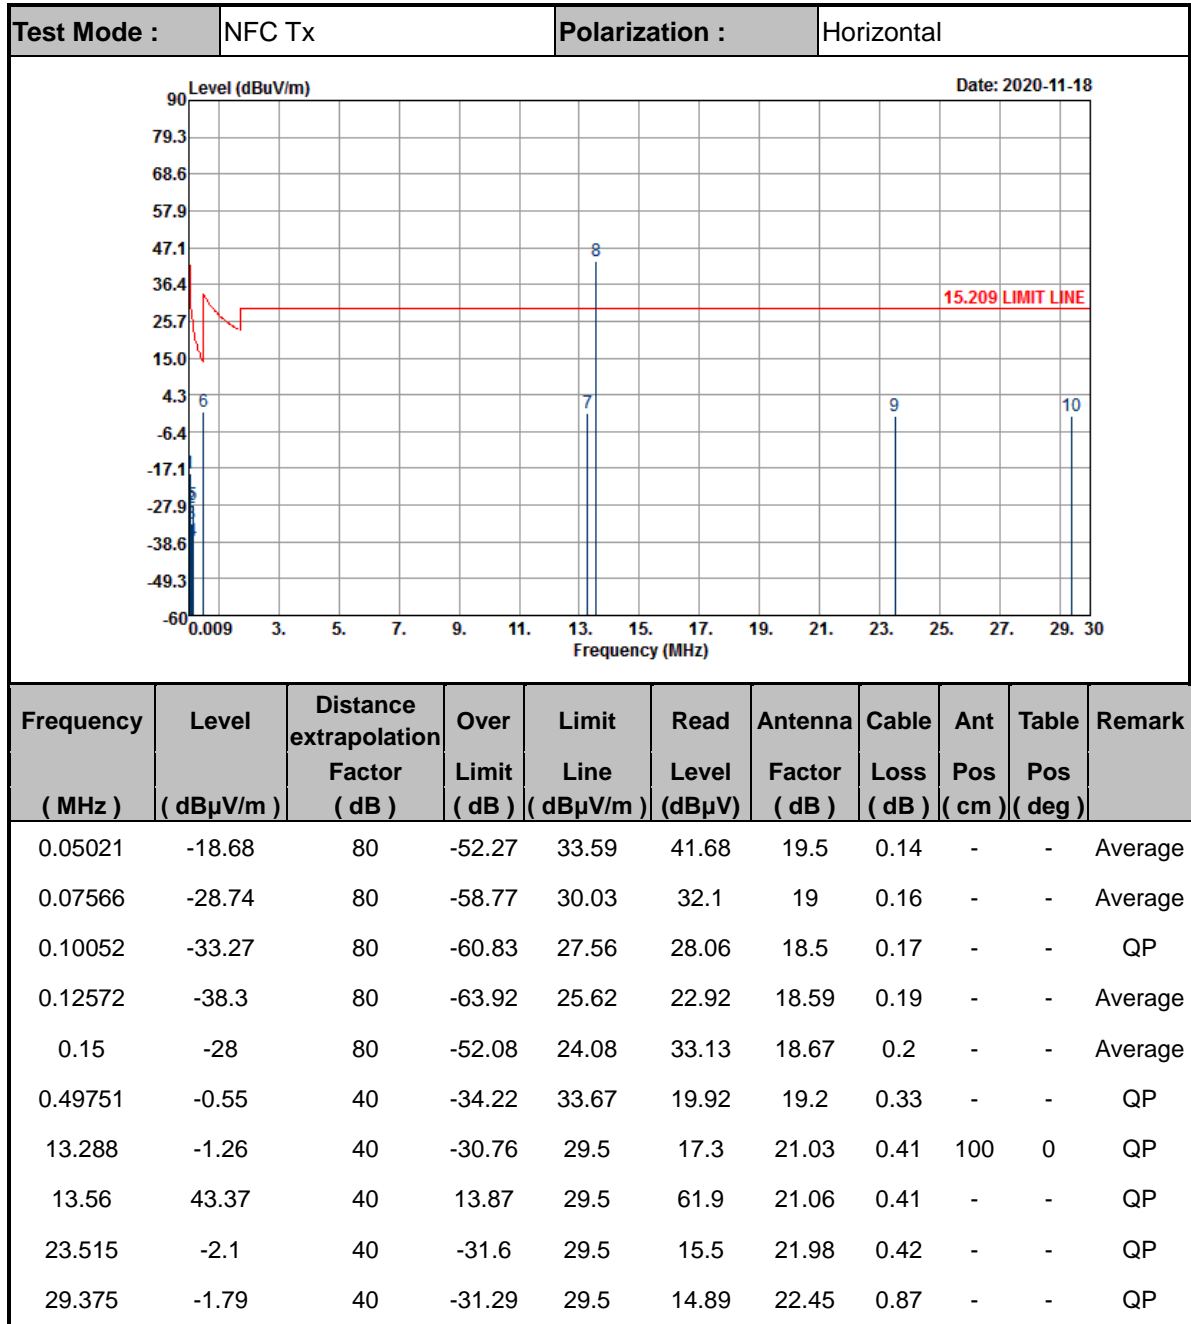 Test Mode : NFC Tx Polarization : Horizontal
Level (dBuV/m) Date: 2020-11-18
90
79.3
68.6
57.9
47.1
8
36.4
15.209 LIMIT LINE
25.7
15.0
4.3
6 7 9 10
-6.4
-17.1
-27.9
-38.6
-49.3
-60
0.009 3. 5. 7. 9. 11. 13. 15. 17. 19. 21. 23. 25. 27. 29. 30
Frequency (MHz)
Frequency Level Distance extrapolation Over Limit Read Antenna Cable Ant Table Remark
Factor Limit Line Level Factor Loss Pos Pos
( MHz ) ( dBµV/m ) ( dB ) ( dB ) ( dBµV/m ) (dBµV) ( dB ) ( dB ) ( cm ) ( deg )
0.05021 -18.68 80 -52.27 33.59 41.68 19.5 0.14 - - Average
0.07566 -28.74 80 -58.77 30.03 32.1 19 0.16 - - Average
0.10052 -33.27 80 -60.83 27.56 28.06 18.5 0.17 - - QP
0.12572 -38.3 80 -63.92 25.62 22.92 18.59 0.19 - - Average
0.15 -28 80 -52.08 24.08 33.13 18.67 0.2 - - Average
0.49751 -0.55 40 -34.22 33.67 19.92 19.2 0.33 - - QP
13.288 -1.26 40 -30.76 29.5 17.3 21.03 0.41 100 0 QP
13.56 43.37 40 13.87 29.5 61.9 21.06 0.41 - - QP
23.515 -2.1 40 -31.6 29.5 15.5 21.98 0.42 - - QP
29.375 -1.79 40 -31.29 29.5 14.89 22.45 0.87 - - QP